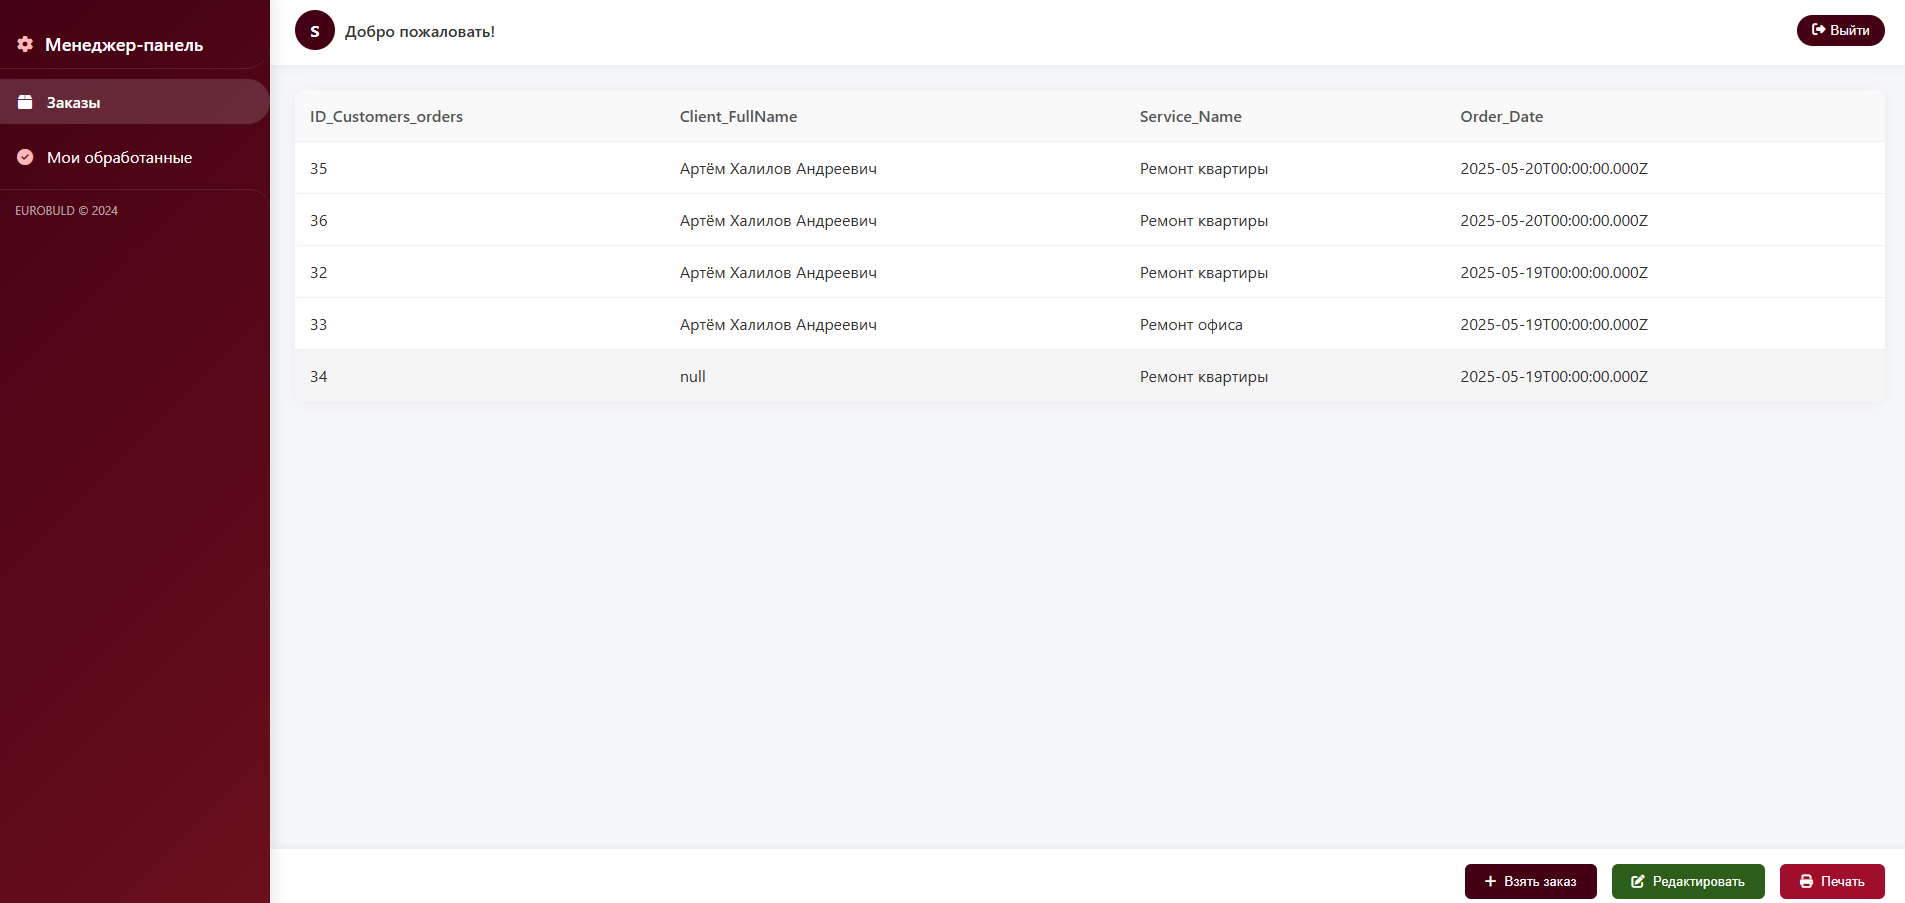 Менеджер-панель
Заказы
Мои обработанные
EUROBULD © 2024
S Добро пожаловать!
Выйти
ID_Customers_orders Client_FullName Service_Name Order_Date
35 Артём Халилов Андреевич Ремонт квартиры 2025-05-20T00:00:00.000Z
36 Артём Халилов Андреевич Ремонт квартиры 2025-05-20T00:00:00.000Z
32 Артём Халилов Андреевич Ремонт квартиры 2025-05-19T00:00:00.000Z
33 Артём Халилов Андреевич Ремонт офиса 2025-05-19T00:00:00.000Z
34 null Ремонт квартиры 2025-05-19T00:00:00.000Z
Взять заказ Редактировать Печать